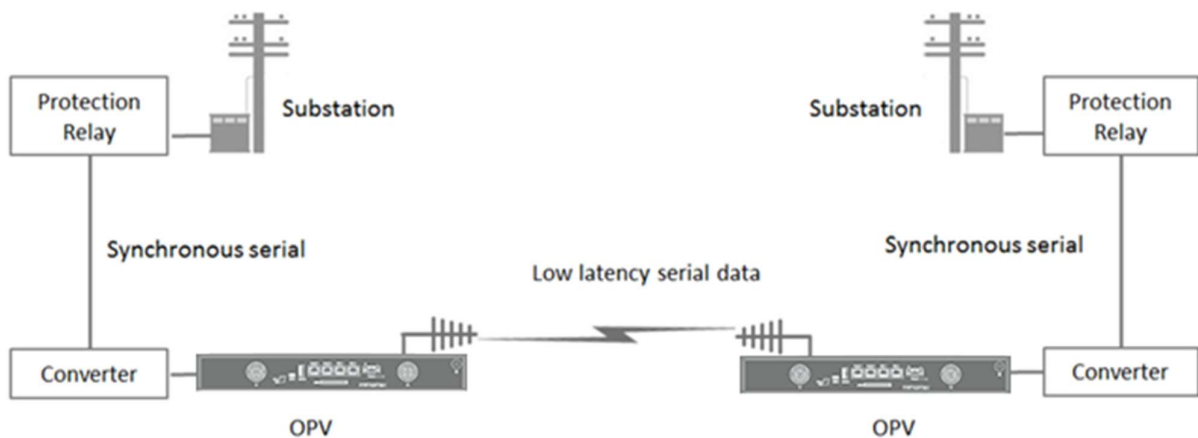 Protection
Relay
Substation
Substation
Protection
Relay
Synchronous serial
Synchronous serial
Low latency serial data
Converter
Converter
OPV
OPV